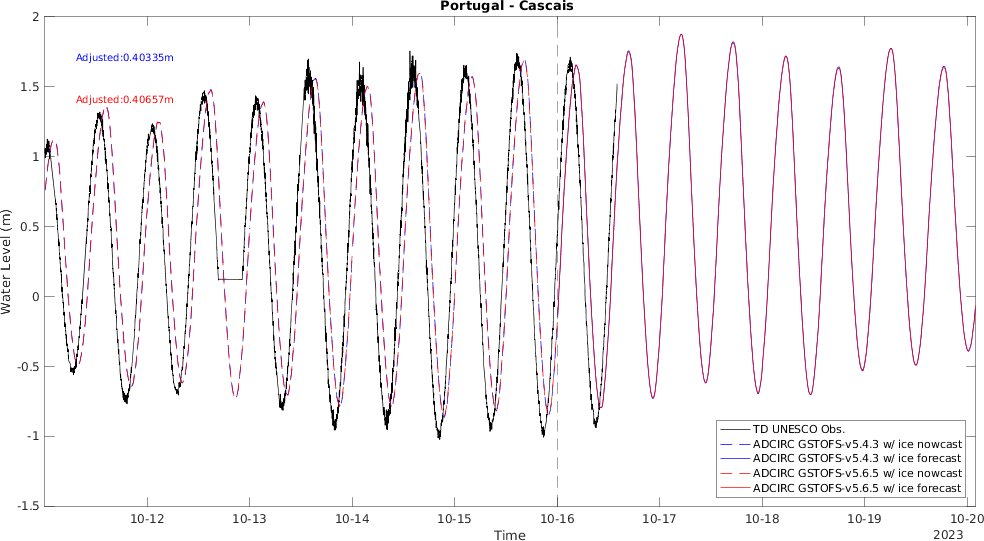 Portugal - Cascais
Adjusted:0.40335m
Adjusted:0.40657m
Water Level (m)
2
1.5
1
0.5
0
-0.5
-1
-1.5
10-12
10-13
10-14
10-15
10-16
10-17
10-18
10-19
10-20
2023
Time
TD UNESCO Obs.
ADCIRC GSTOFS-v5.4.3 w/ ice nowcast
ADCIRC GSTOFS-v5.4.3 w/ ice forecast
ADCIRC GSTOFS-v5.6.5 w/ ice nowcast
ADCIRC GSTOFS-v5.6.5 w/ ice forecast